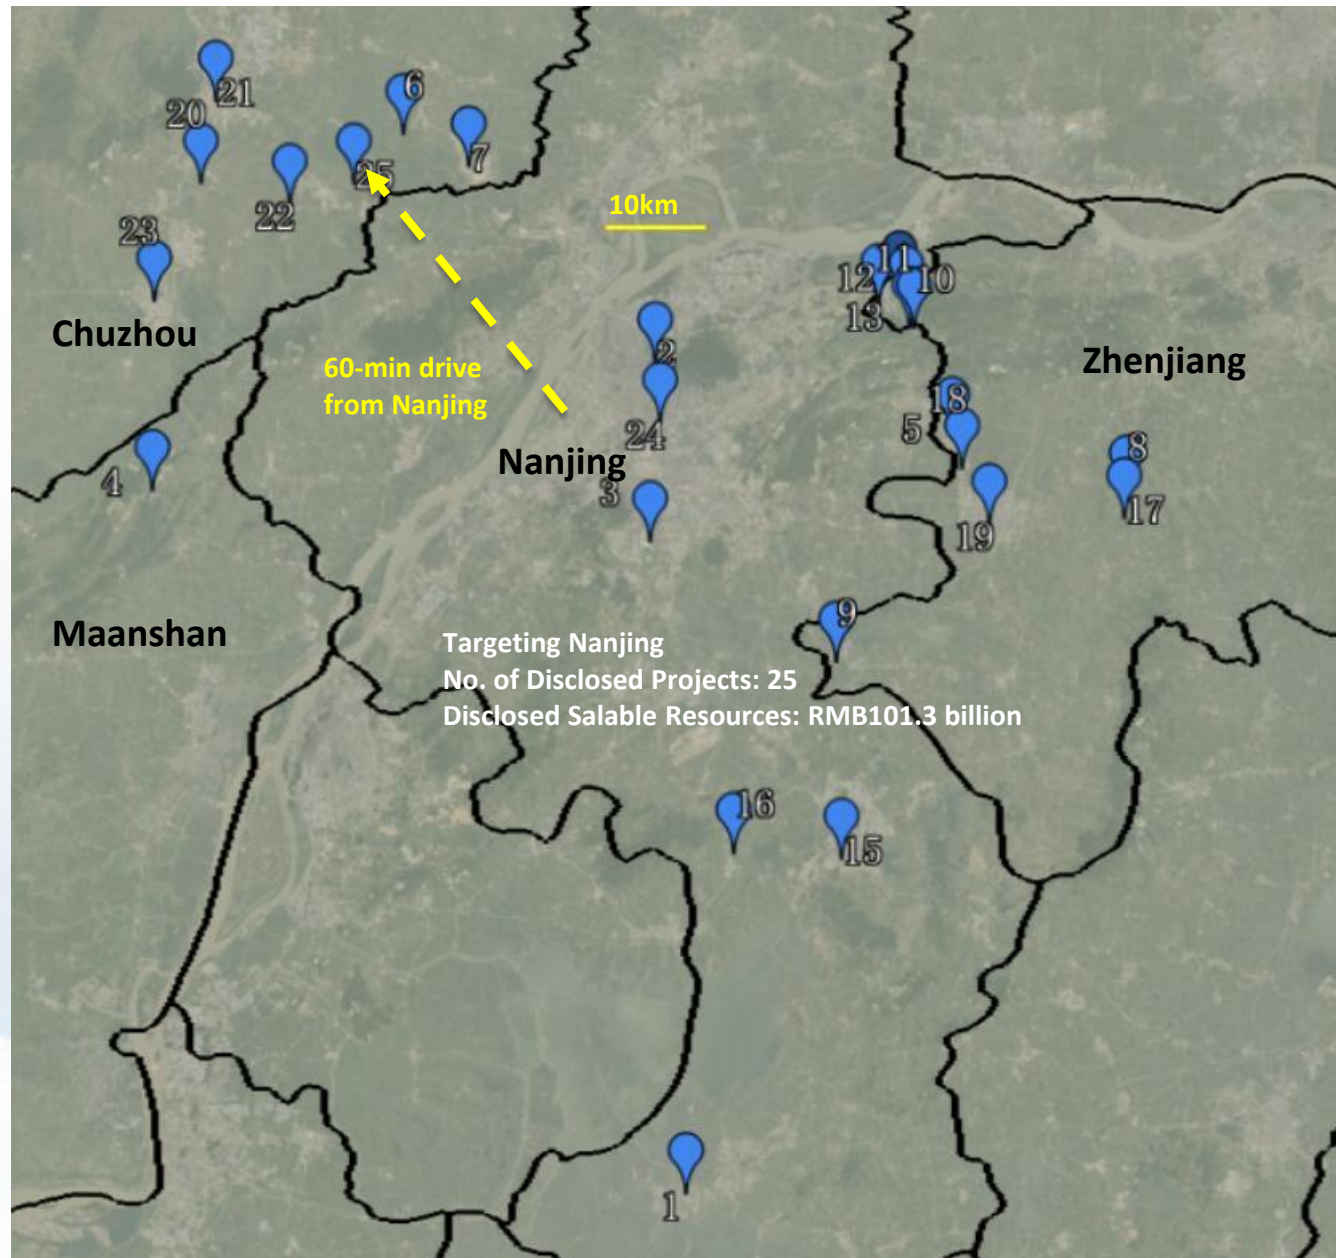 21
6
20
7
25
22
10km
23
11
12
10
13
Chuzhou
2
Zhenjiang
60-min drive
from Nanjing
18
5
24
8
Nanjing
4
3
17
19
9
Maanshan
Targeting Nanjing
No. of Disclosed Projects: 25
Disclosed Salable Resources: RMB101.3 billion
16
15
1